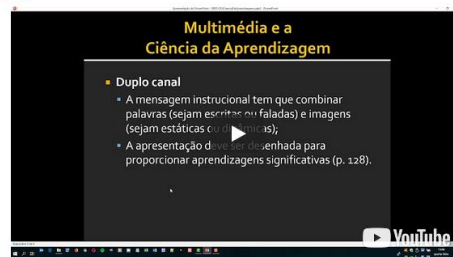 Multimédia e a
Ciência da Aprendizagem
Duplo canal
A mensagem instrucional tem que combinar
palavras (sejam escritas ou faladas) e imagens
(sejam estáticas ou dinâmicas);
A apresentação deve ser desenhada para
proporcionar aprendizagens significativas (p. 128).
YouTube